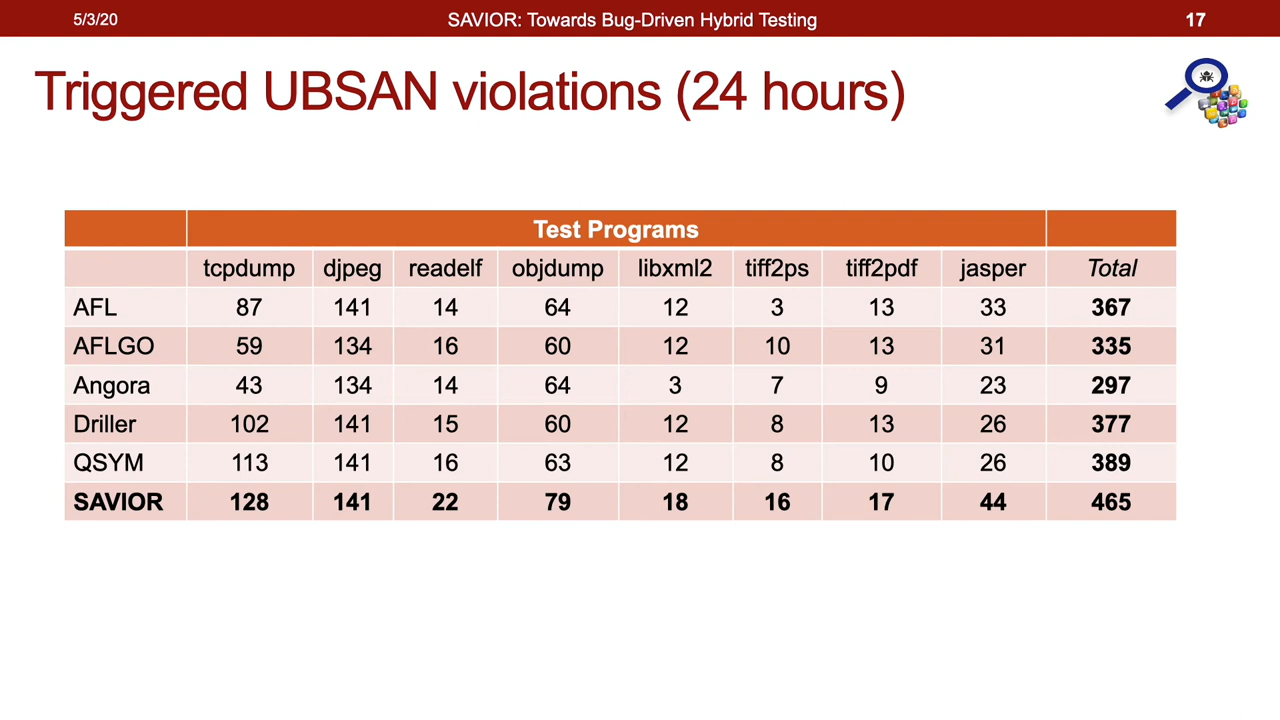 5/3/20 SAVIOR: Towards Bug-Driven Hybrid Testing 17
Triggered UBSAN violations (24 hours)
Test Programs
tcpdump djpeg readelf objdump libxml2 tiff2ps tiff2pdf jasper Total
AFL 87 141 14 64 12 3 13 33 367
AFLGO 59 134 16 60 12 10 13 31 335
Angora 43 134 14 64 3 7 9 23 297
Driller 102 141 15 60 12 8 13 26 377
QSYM 113 141 16 63 12 8 10 26 389
SAVIOR 128 141 22 79 18 16 17 44 465